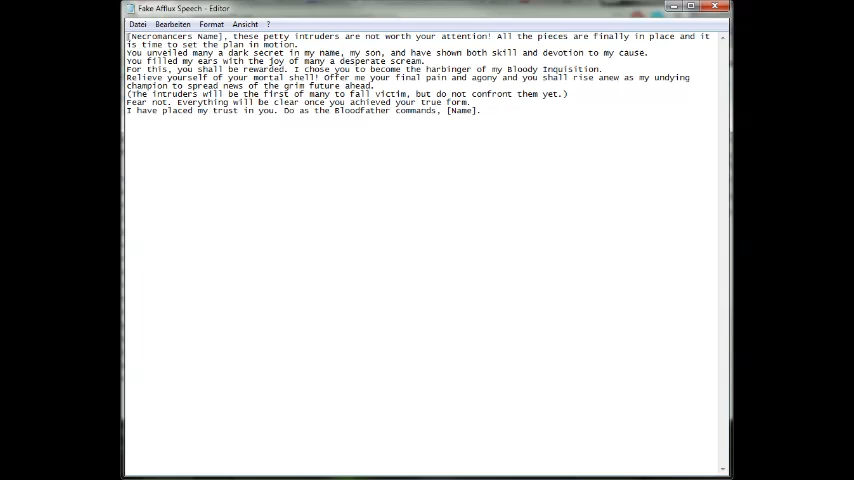 Fake Afflux Speech - Editor
Datei Bearbeiten Format Ansicht ?
[Necromancers Name], these petty intruders are not worth your attention! All the pieces are finally in place and it
is time to set the plan in motion.
You unveiled many a dark secret in my name, my son, and have shown both skill and devotion to my cause.
You filled my ears with the joy of many a desperate scream.
For this, you shall be rewarded. I chose you to become the harbinger of my Bloody Inquisition.
Relieve yourself of your mortal shell! Offer me your final pain and agony and you shall rise anew as my undying
champion to spread news of the grim future ahead.
(The intruders will be the first of many to fall victim, but do not confront them yet.)
Fear not. Everything will be clear once you achieved your true form.
I have placed my trust in you. Do as the Bloodfather commands, [Name].